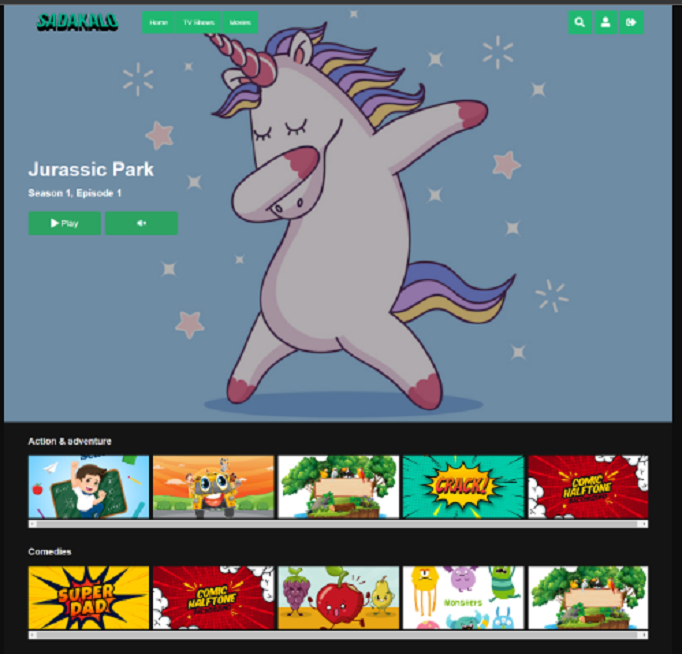 SADAKALO
Home TV Shows Movies
Jurassic Park
Season 1, Episode 1
Play
Action & adventure
CRACK!
COMIC
HALFTONE
Comedies
SUPER
DAD!
COMIC
HALFTONE
Monsters